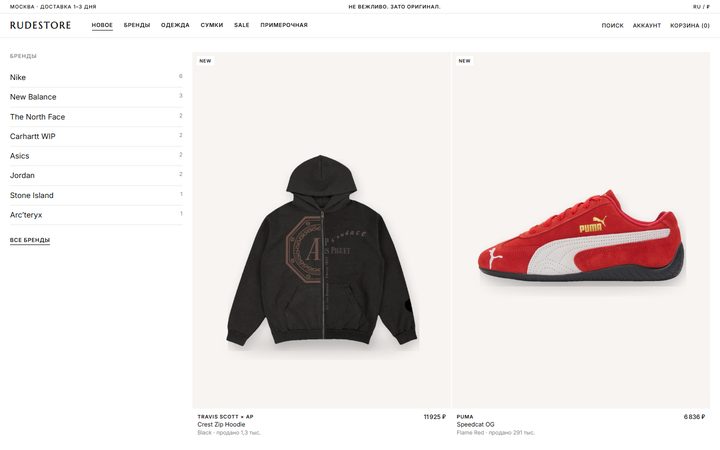 МОСКВА · ДОСТАВКА 1–3 ДНЯ
НЕ ВЕЖЛИВО. ЗАТО ОРИГИНАЛ.
RU / ₽
RUDESTORE
НОВОЕ БРЕНДЫ ОДЕЖДА СУМКИ SALE ПРИМЕРОЧНАЯ
ПОИСК АККАУНТ КОРЗИНА (0)
БРЕНДЫ
Nike 6
New Balance 3
The North Face 2
Carhartt WIP 2
Asics 2
Jordan 2
Stone Island 1
Arc'teryx 1
ВСЕ БРЕНДЫ
NEW
AP
PIGUET
TRAVIS SCOTT × AP 11 925 ₽
Crest Zip Hoodie
Black · продано 1,3 тыс.
NEW
PUMA
PUMA 6 836 ₽
Speedcat OG
Flame Red · продано 291 тыс.